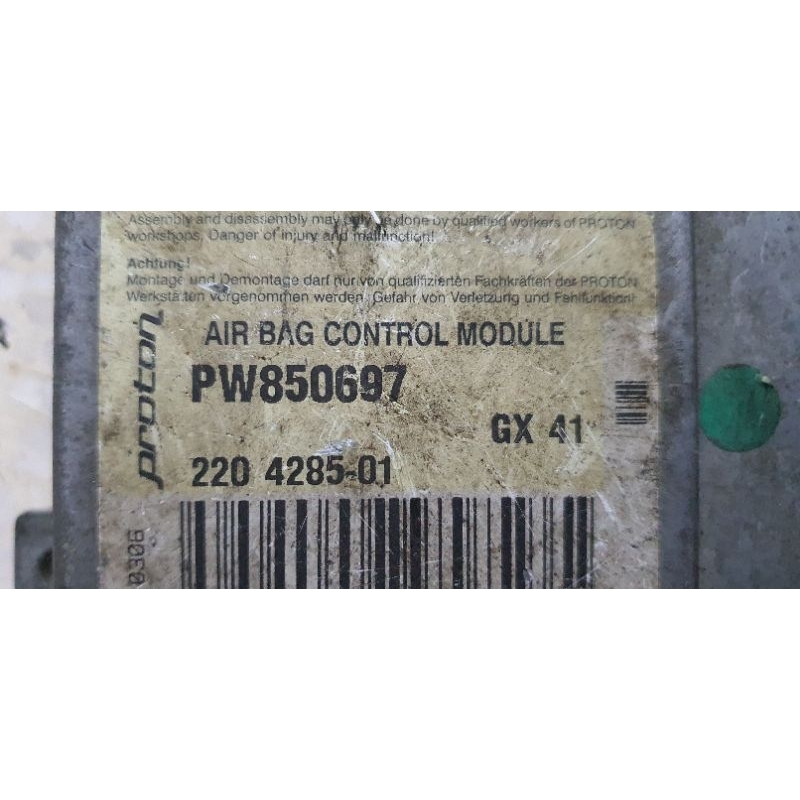 Assembly and disassembly may only be done by qualified workers of PROTON
workshops. Danger of injury and malfunction!
Achtung!
Montage und Demontage darf nur von qualifizierten Fachkräften der PROTON
Werkstätten vorgenommen werden. Gefahr von Verletzung und Fehlfunktion!
proton
AIR BAG CONTROL MODULE
PW850697
GX 41
220 4285-01
0306